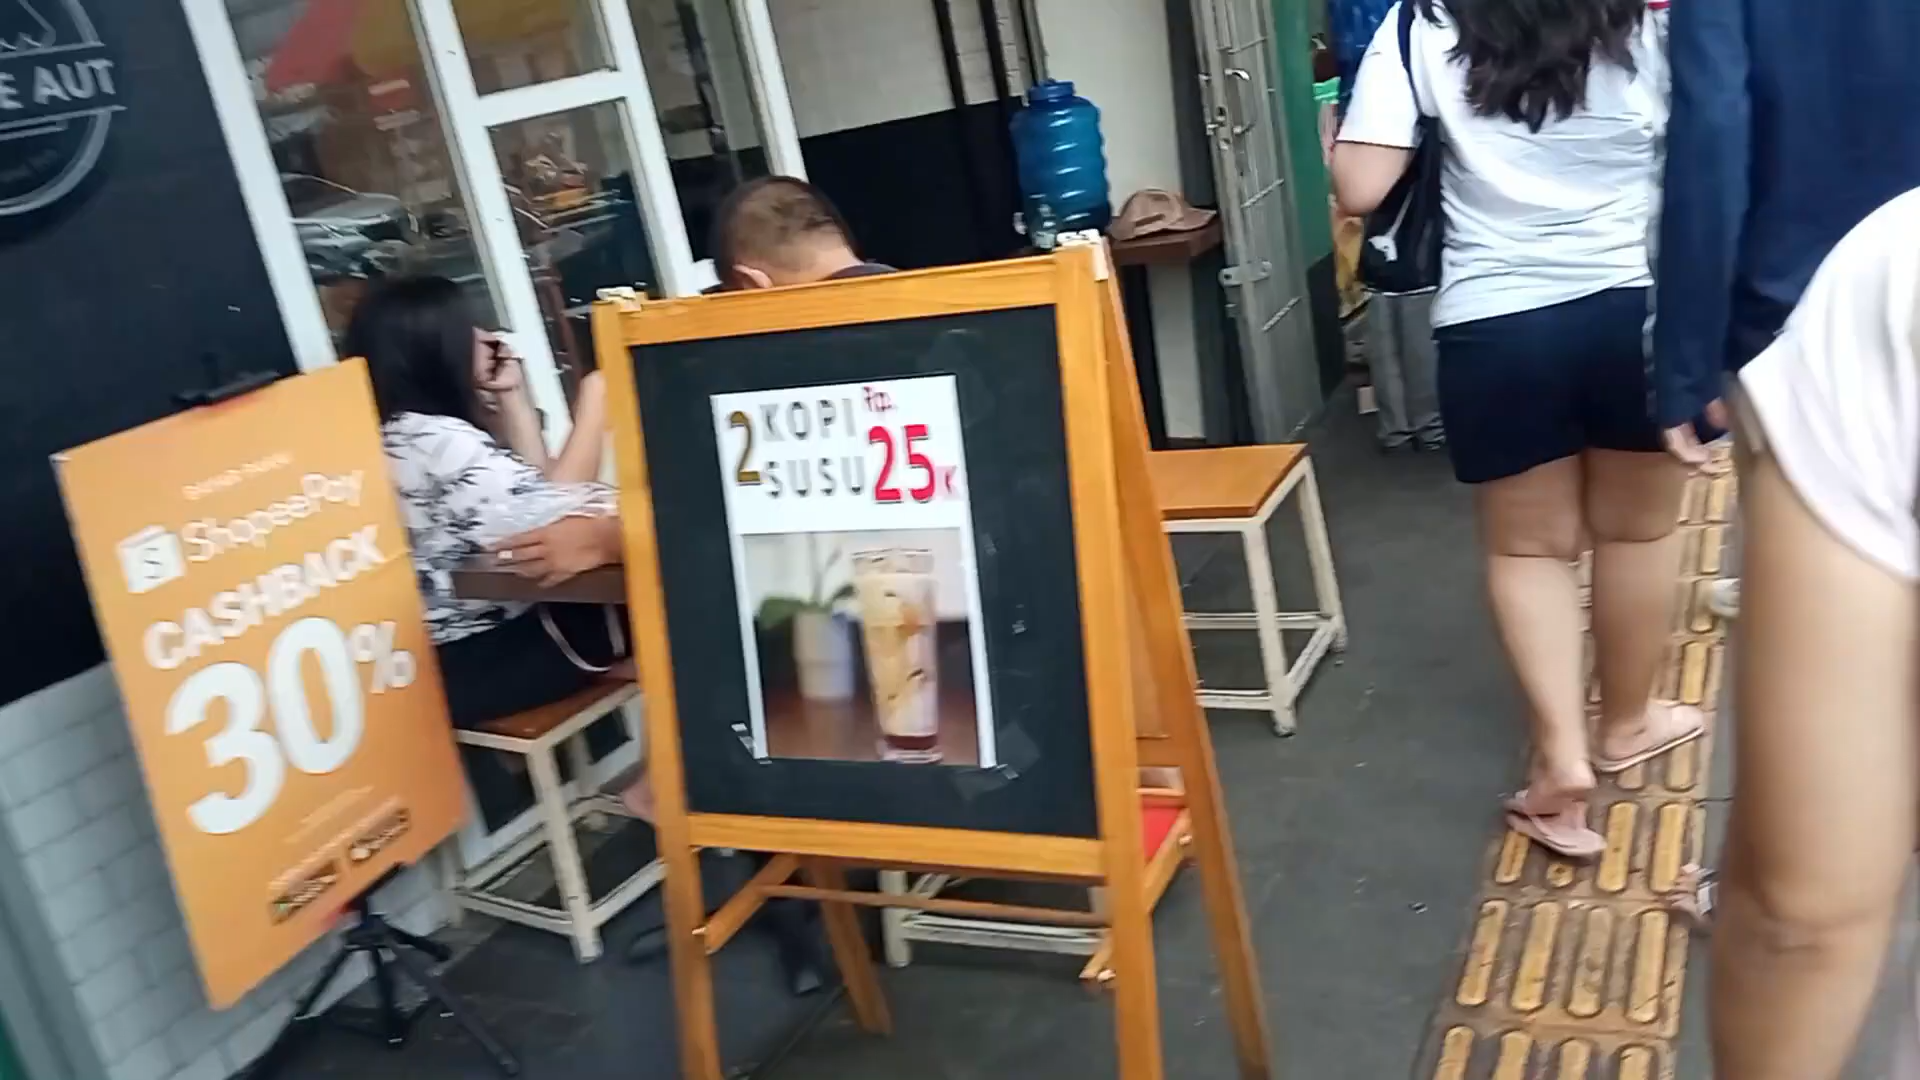 E AUT
ShopeePay
CASHBACK
30%
2 KOPI SUSU
Rp. 25K